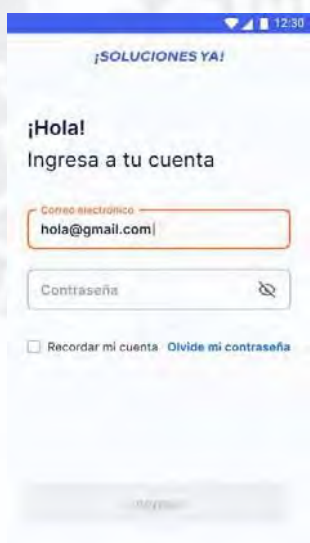 12:30
¡SOLUCIONES YA!
¡Hola!
Ingresa a tu cuenta
Correo electrónico
hola@gmail.com
Contraseña
Recordar mi cuenta Olvide mi contraseña